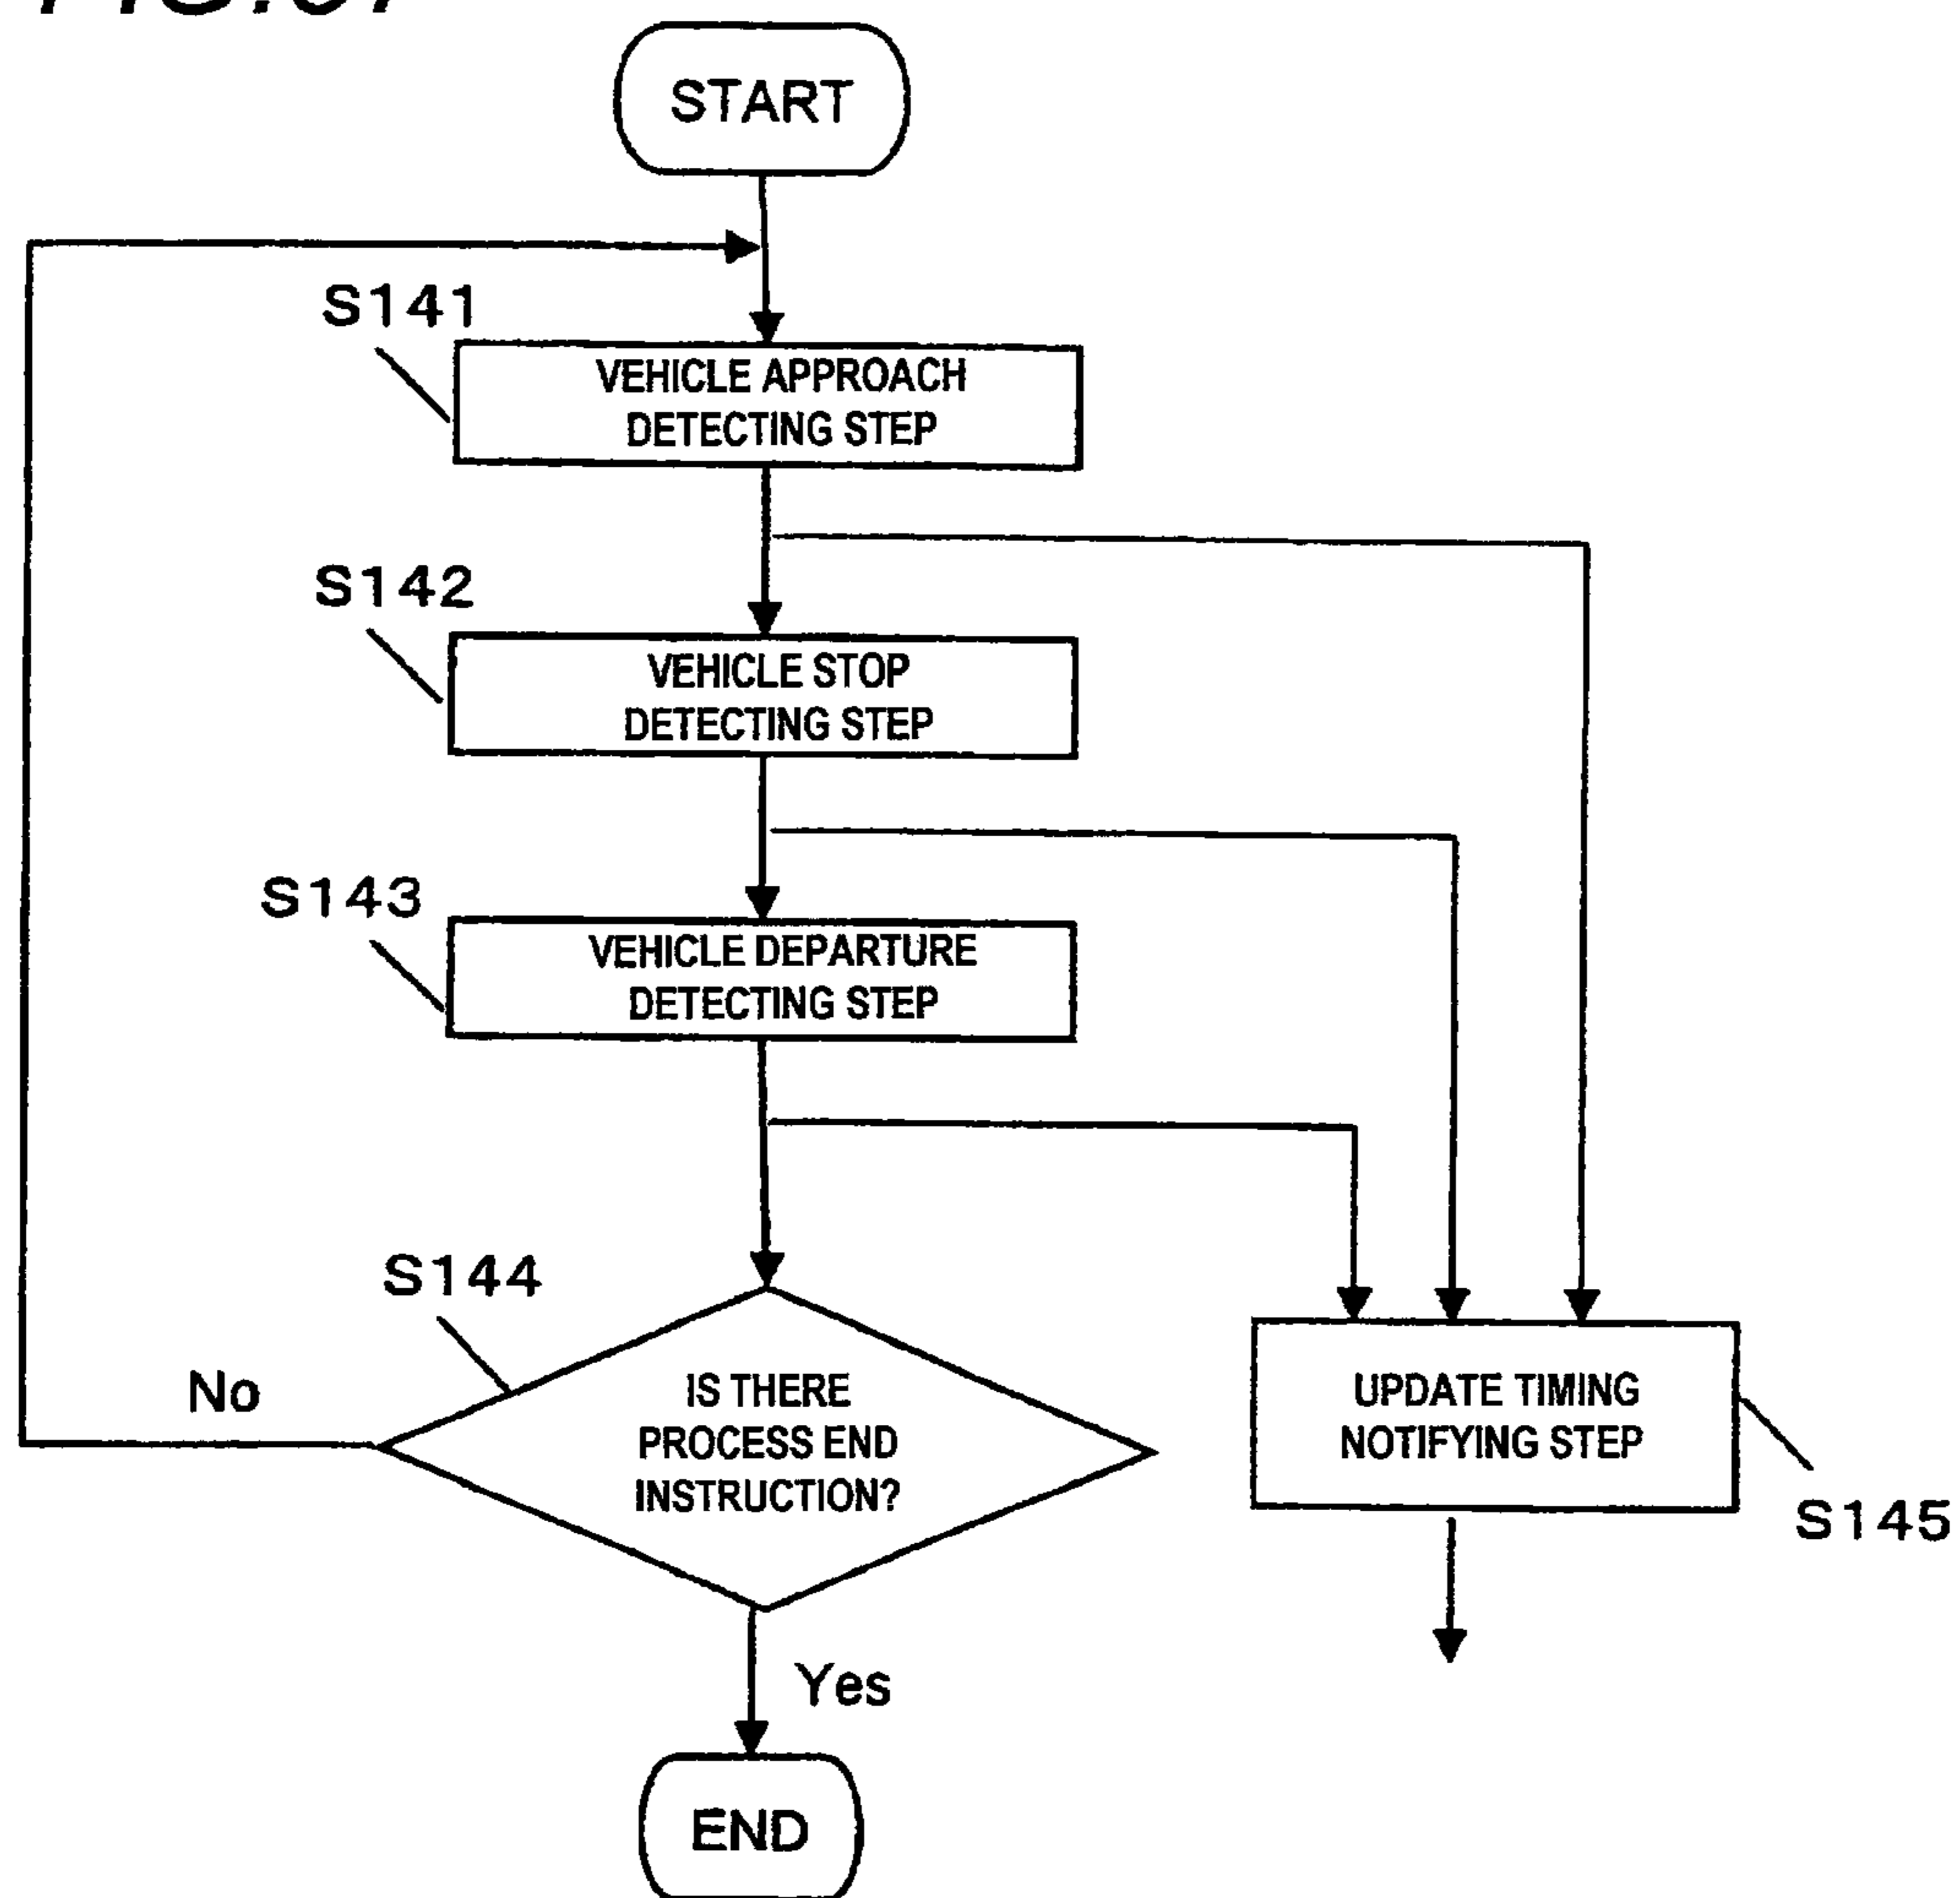 START
S141
VEHICLE APPROACH
DETECTING STEP
S142
VEHICLE STOP
DETECTING STEP
S143
VEHICLE DEPARTURE
DETECTING STEP
S144
No
IS THERE
PROCESS END
INSTRUCTION?
UPDATE TIMING
NOTIFYING STEP
S145
Yes
END